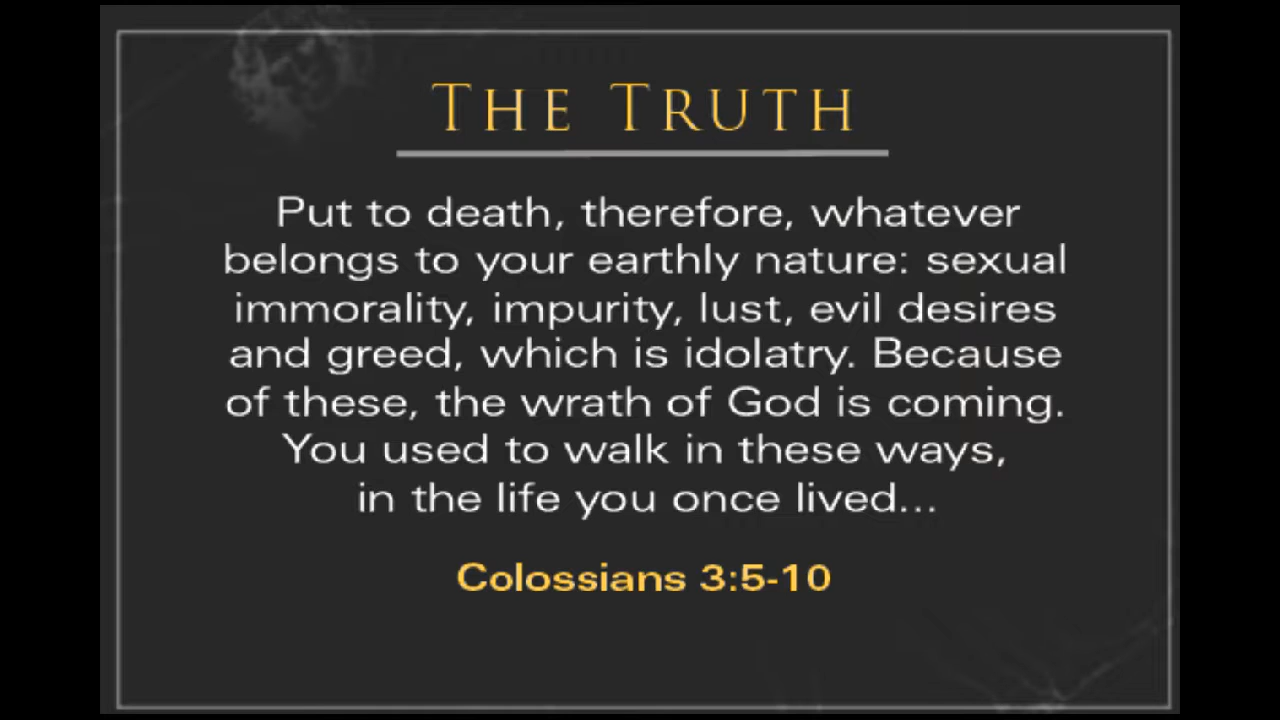 THE TRUTH
Put to death, therefore, whatever
belongs to your earthly nature: sexual
immorality, impurity, lust, evil desires
and greed, which is idolatry. Because
of these, the wrath of God is coming.
You used to walk in these ways,
in the life you once lived...
Colossians 3:5-10